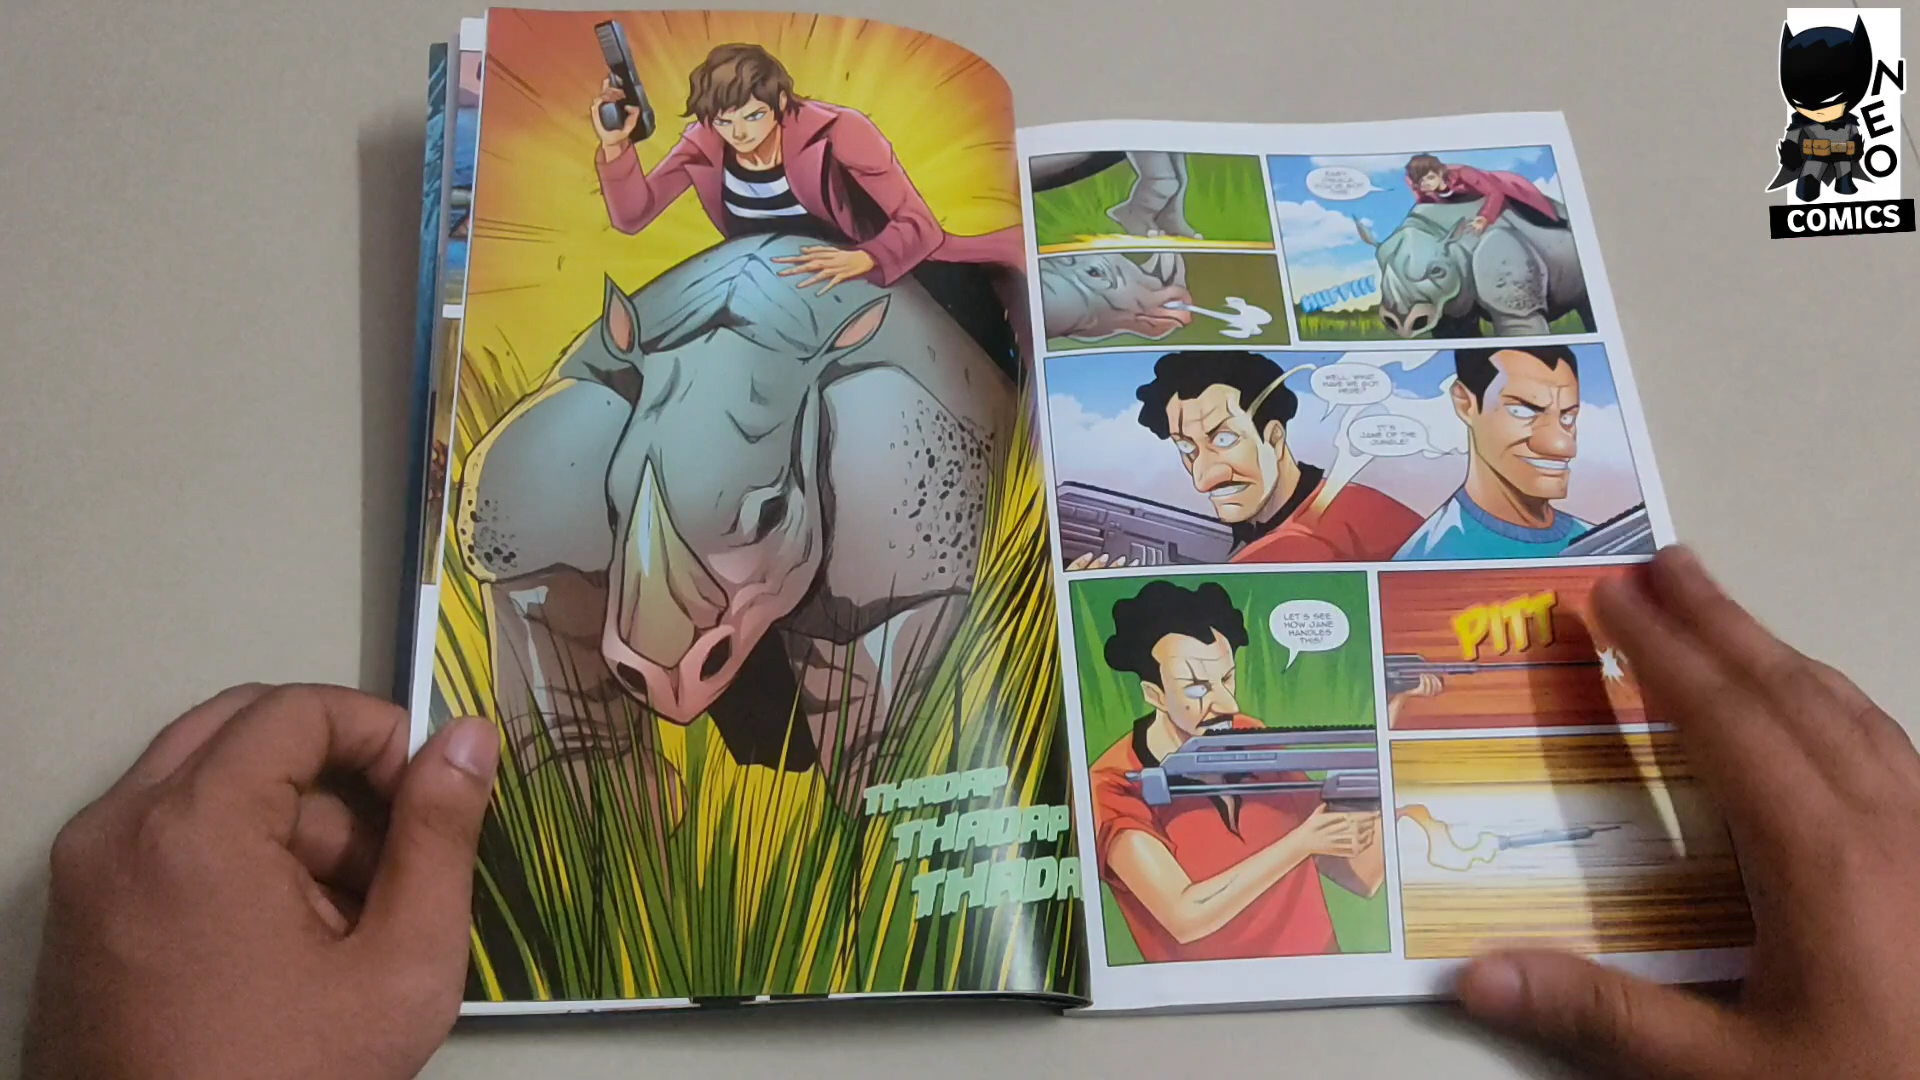 THADAP
THADAP
THADA
HUFFFFF
WELL, WHAT
HAVE WE GOT
HERE?
IT'S
JANE OF THE
JUNGLE!
LET'S SEE
HOW JANE
HANDLES
THIS!
PITT
NEO
COMICS